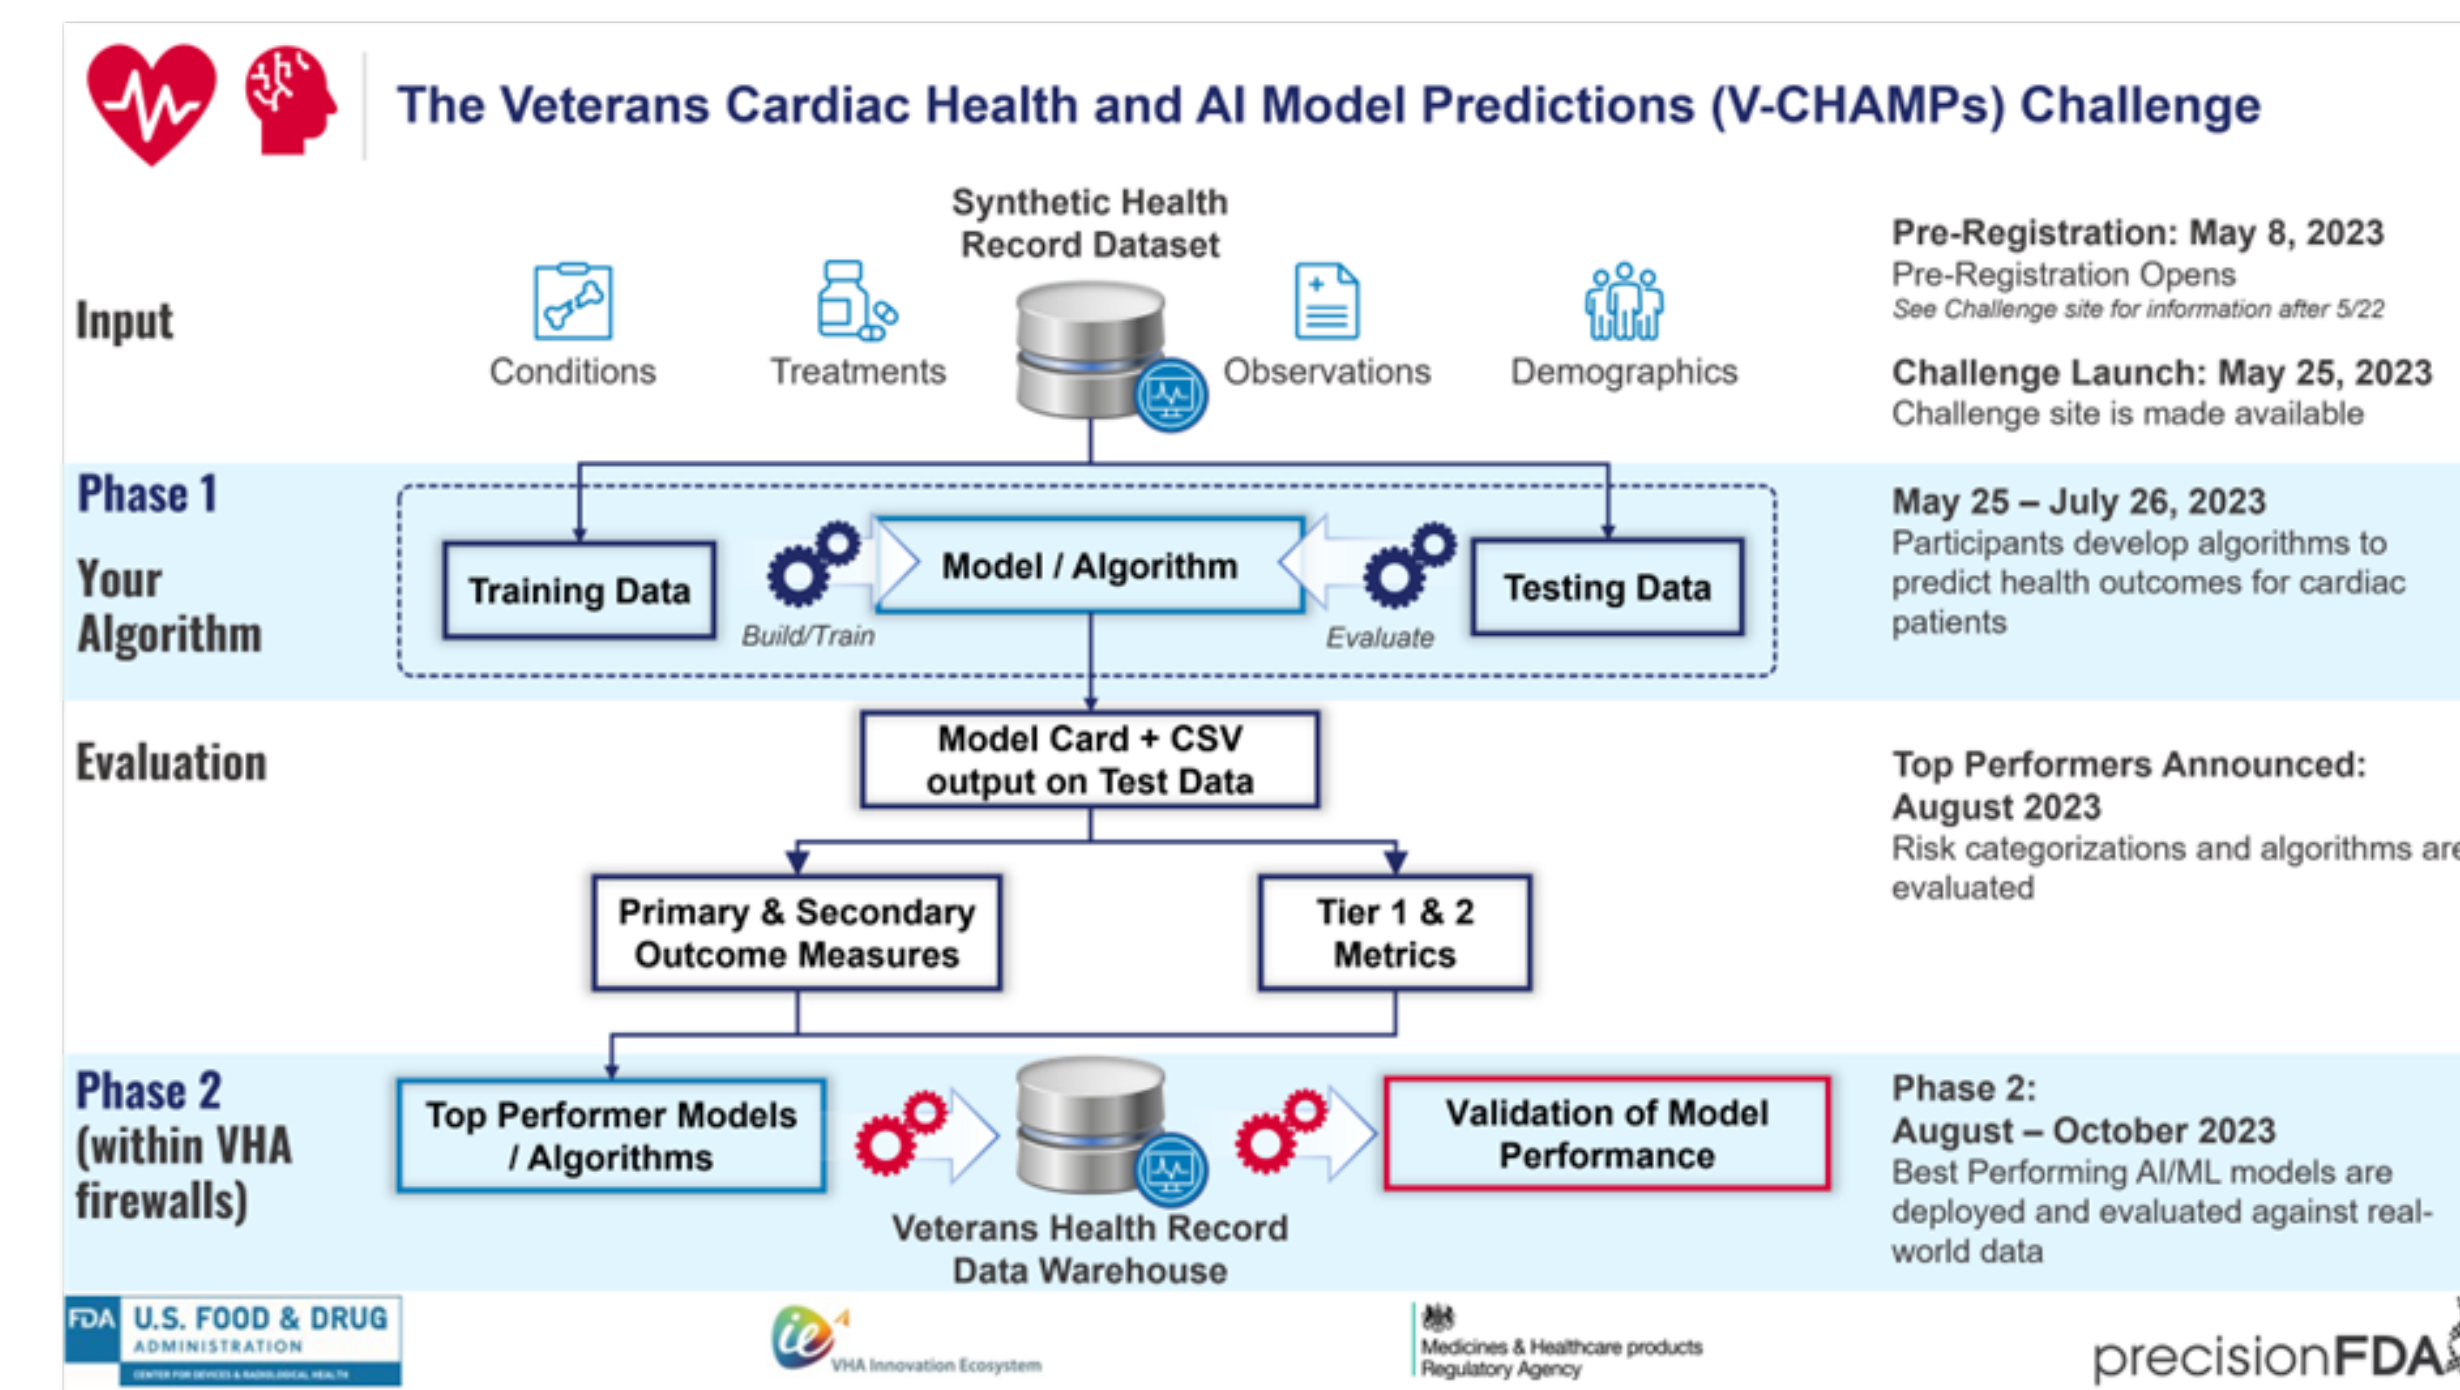 The Veterans Cardiac Health and AI Model Predictions (V-CHAMPs) Challenge
Input
Conditions
Treatments
Synthetic Health
Record Dataset
Observations
Demographics
Pre-Registration: May 8, 2023
Pre-Registration Opens
See Challenge site for information after 5/22
Challenge Launch: May 25, 2023
Challenge site is made available
Phase 1
Your
Algorithm
Training Data
Build/Train
Model / Algorithm
Evaluate
Testing Data
May 25 – July 26, 2023
Participants develop algorithms to
predict health outcomes for cardiac
patients
Evaluation
Model Card + CSV
output on Test Data
Primary & Secondary
Outcome Measures
Tier 1 & 2
Metrics
Top Performers Announced:
August 2023
Risk categorizations and algorithms are
evaluated
Phase 2
(within VHA
firewalls)
Top Performer Models
/ Algorithms
Veterans Health Record
Data Warehouse
Validation of Model
Performance
Phase 2:
August – October 2023
Best Performing AI/ML models are
deployed and evaluated against real-
world data
FDA
U.S. FOOD & DRUG
ADMINISTRATION
CENTER FOR DEVICES & RADIOLOGICAL HEALTH
ie
4
VHA Innovation Ecosystem
Medicines & Healthcare products
Regulatory Agency
precisionFDA